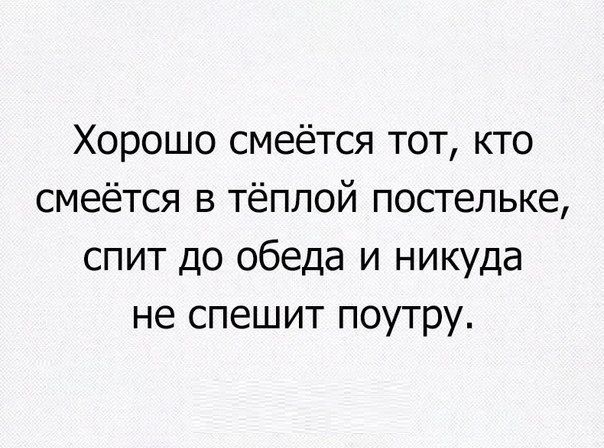 Хорошо смеётся тот, кто
смеётся в тёплой постельке,
спит до обеда и никуда
не спешит поутру.